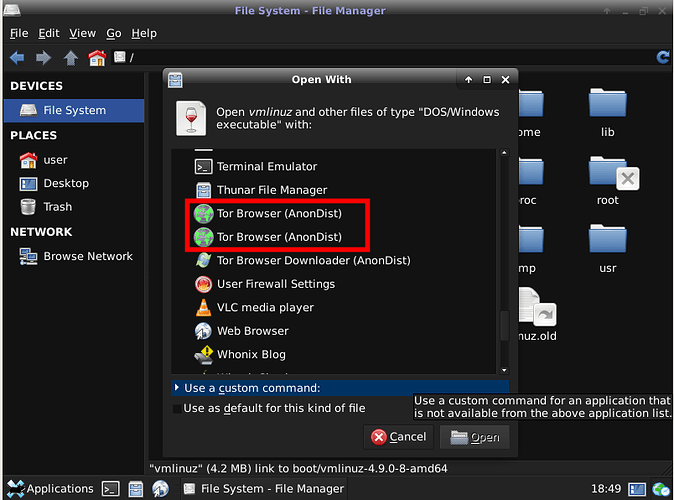 File System - File Manager
File Edit View Go Help
/
DEVICES
File System
PLACES
user
Desktop
Trash
NETWORK
Browse Network
Open With
Open vmlinuz and other files of type "DOS/Windows
executable" with:
Terminal Emulator
Thunar File Manager
Tor Browser (AnonDist)
Tor Browser (AnonDist)
Tor Browser Downloader (AnonDist)
User Firewall Settings
VLC media player
Web Browser
Whonix Blog
Use a custom command:
Use as default for this kind of file
Cancel
Open
ome
lib
roc
root
mp
usr
nuz.old
Use a custom command for an application that
is not available from the above application list.
"vmlinuz" (4.2 MB) link to boot/vmlinuz-4.9.0-8-amd64
Applications
File System - File Manager
18:49